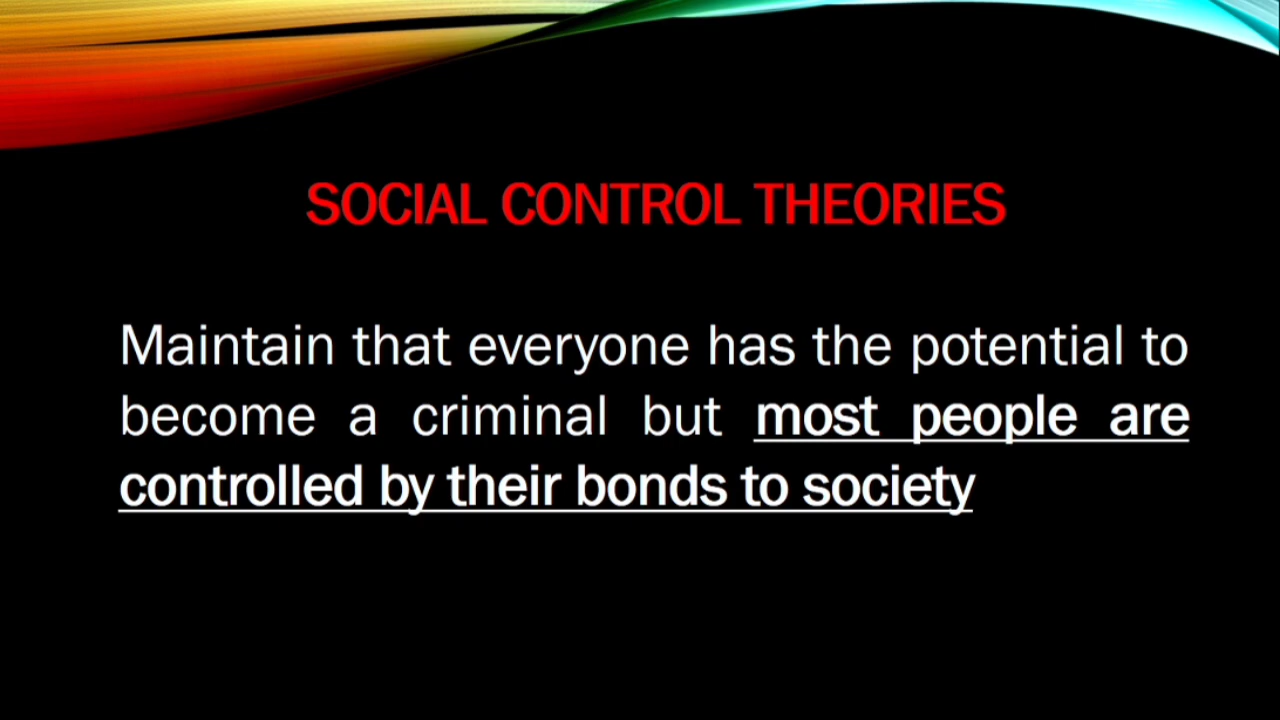 SOCIAL CONTROL THEORIES
Maintain that everyone has the potential to
become a criminal but most people are
controlled by their bonds to society